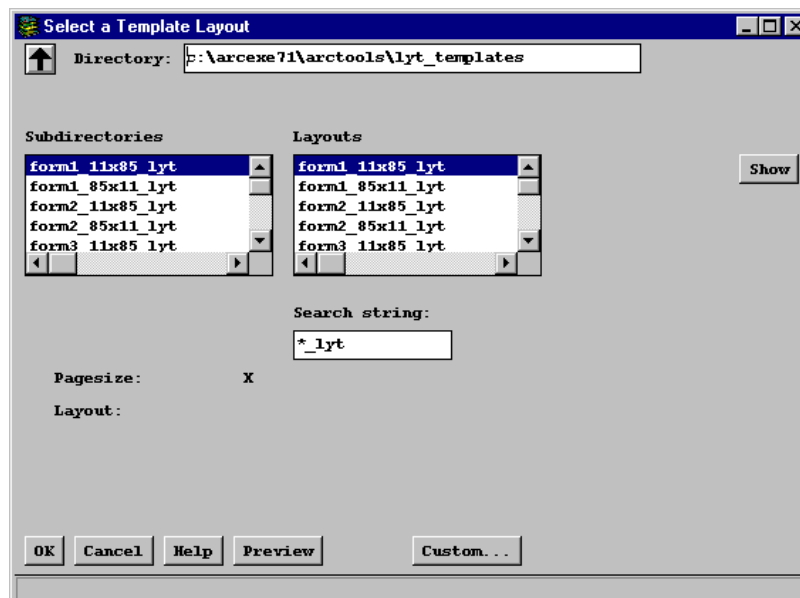 Select a Template Layout
Directory: c:\arcexe71\arctools\lyt_templates
Subdirectories Layouts
form1_11x85_lyt form1_11x85_lyt Show
form1_85x11_lyt form1_85x11_lyt
form2_11x85_lyt form2_11x85_lyt
form2_85x11_lyt form2_85x11_lyt
form3_11x85_lyt form3_11x85_lyt
Search string:
*_lyt
Pagesize: X
Layout:
OK Cancel Help Preview Custom...